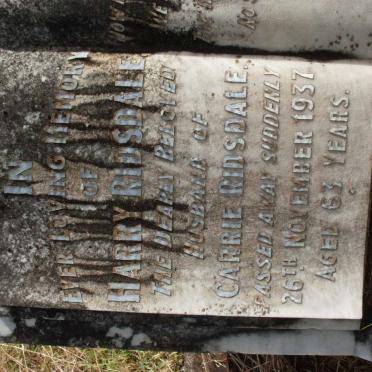 IN
EVER LOVING MEMORY
OF
HARRY RIDSDALE
THE DEARLY BELOVED
HUSBAND OF
CARRIE RIDSDALE
PASSED AWAY SUDDENLY
26TH NOVEMBER 1937
AGED 63 YEARS.